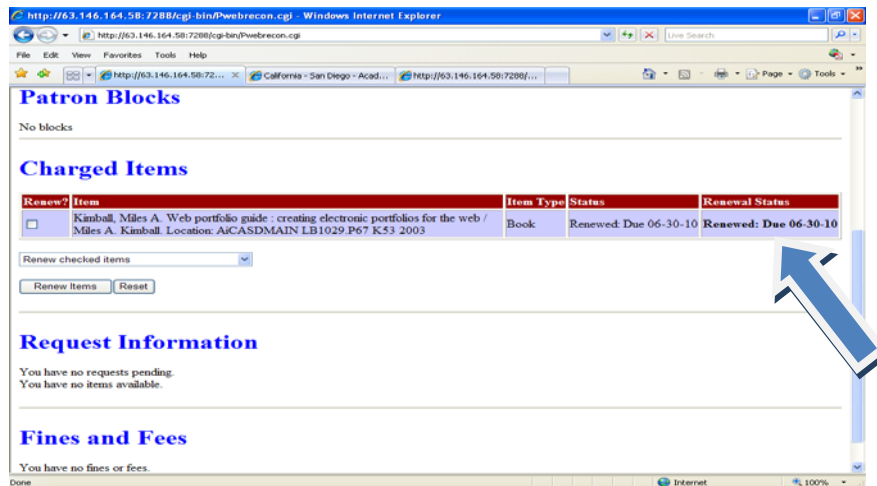 http://63.146.164.58:7288/cgi-bin/Pwebrecon.cgi - Windows Internet Explorer
http://63.146.164.58:7288/cgi-bin/Pwebrecon.cgi
Live Search
File Edit View Favorites Tools Help
http://63.146.164.58:72... California - San Diego - Acad... http://63.146.164.58:7288/... Page Tools
Patron Blocks
No blocks
Charged Items
Renew? Item Item Type Status Renewal Status
Kimball, Miles A. Web portfolio guide : creating electronic portfolios for the web /
Miles A. Kimball. Location: AiCASDMAIN LB1029.P67 K53 2003
Book Renewed: Due 06-30-10 Renewed: Due 06-30-10
Renew checked items
Renew Items Reset
Request Information
You have no requests pending.
You have no items available.
Fines and Fees
You have no fines or fees.
Done Internet 100%